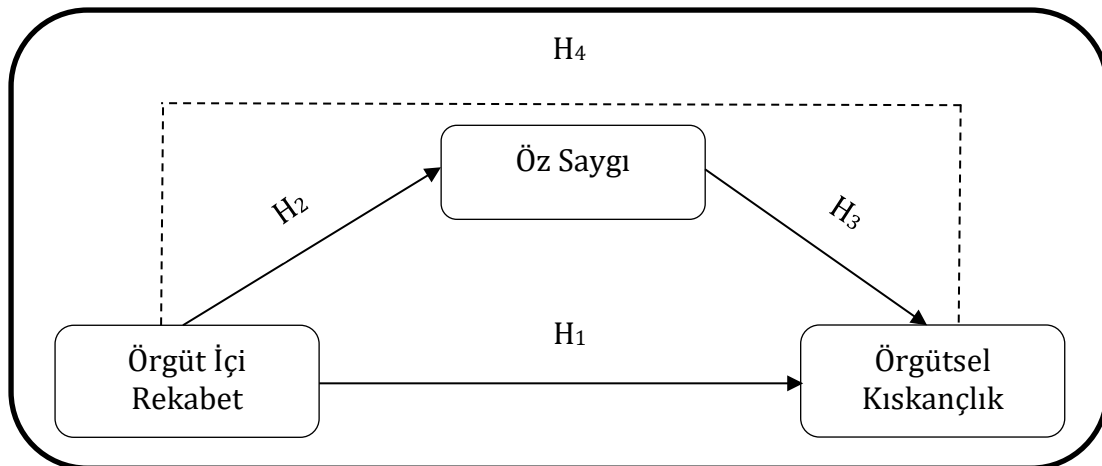 H₄
Öz Saygı
H₂
H₃
H₁
Örgüt İçi
Rekabet
Örgütsel
Kıskançlık